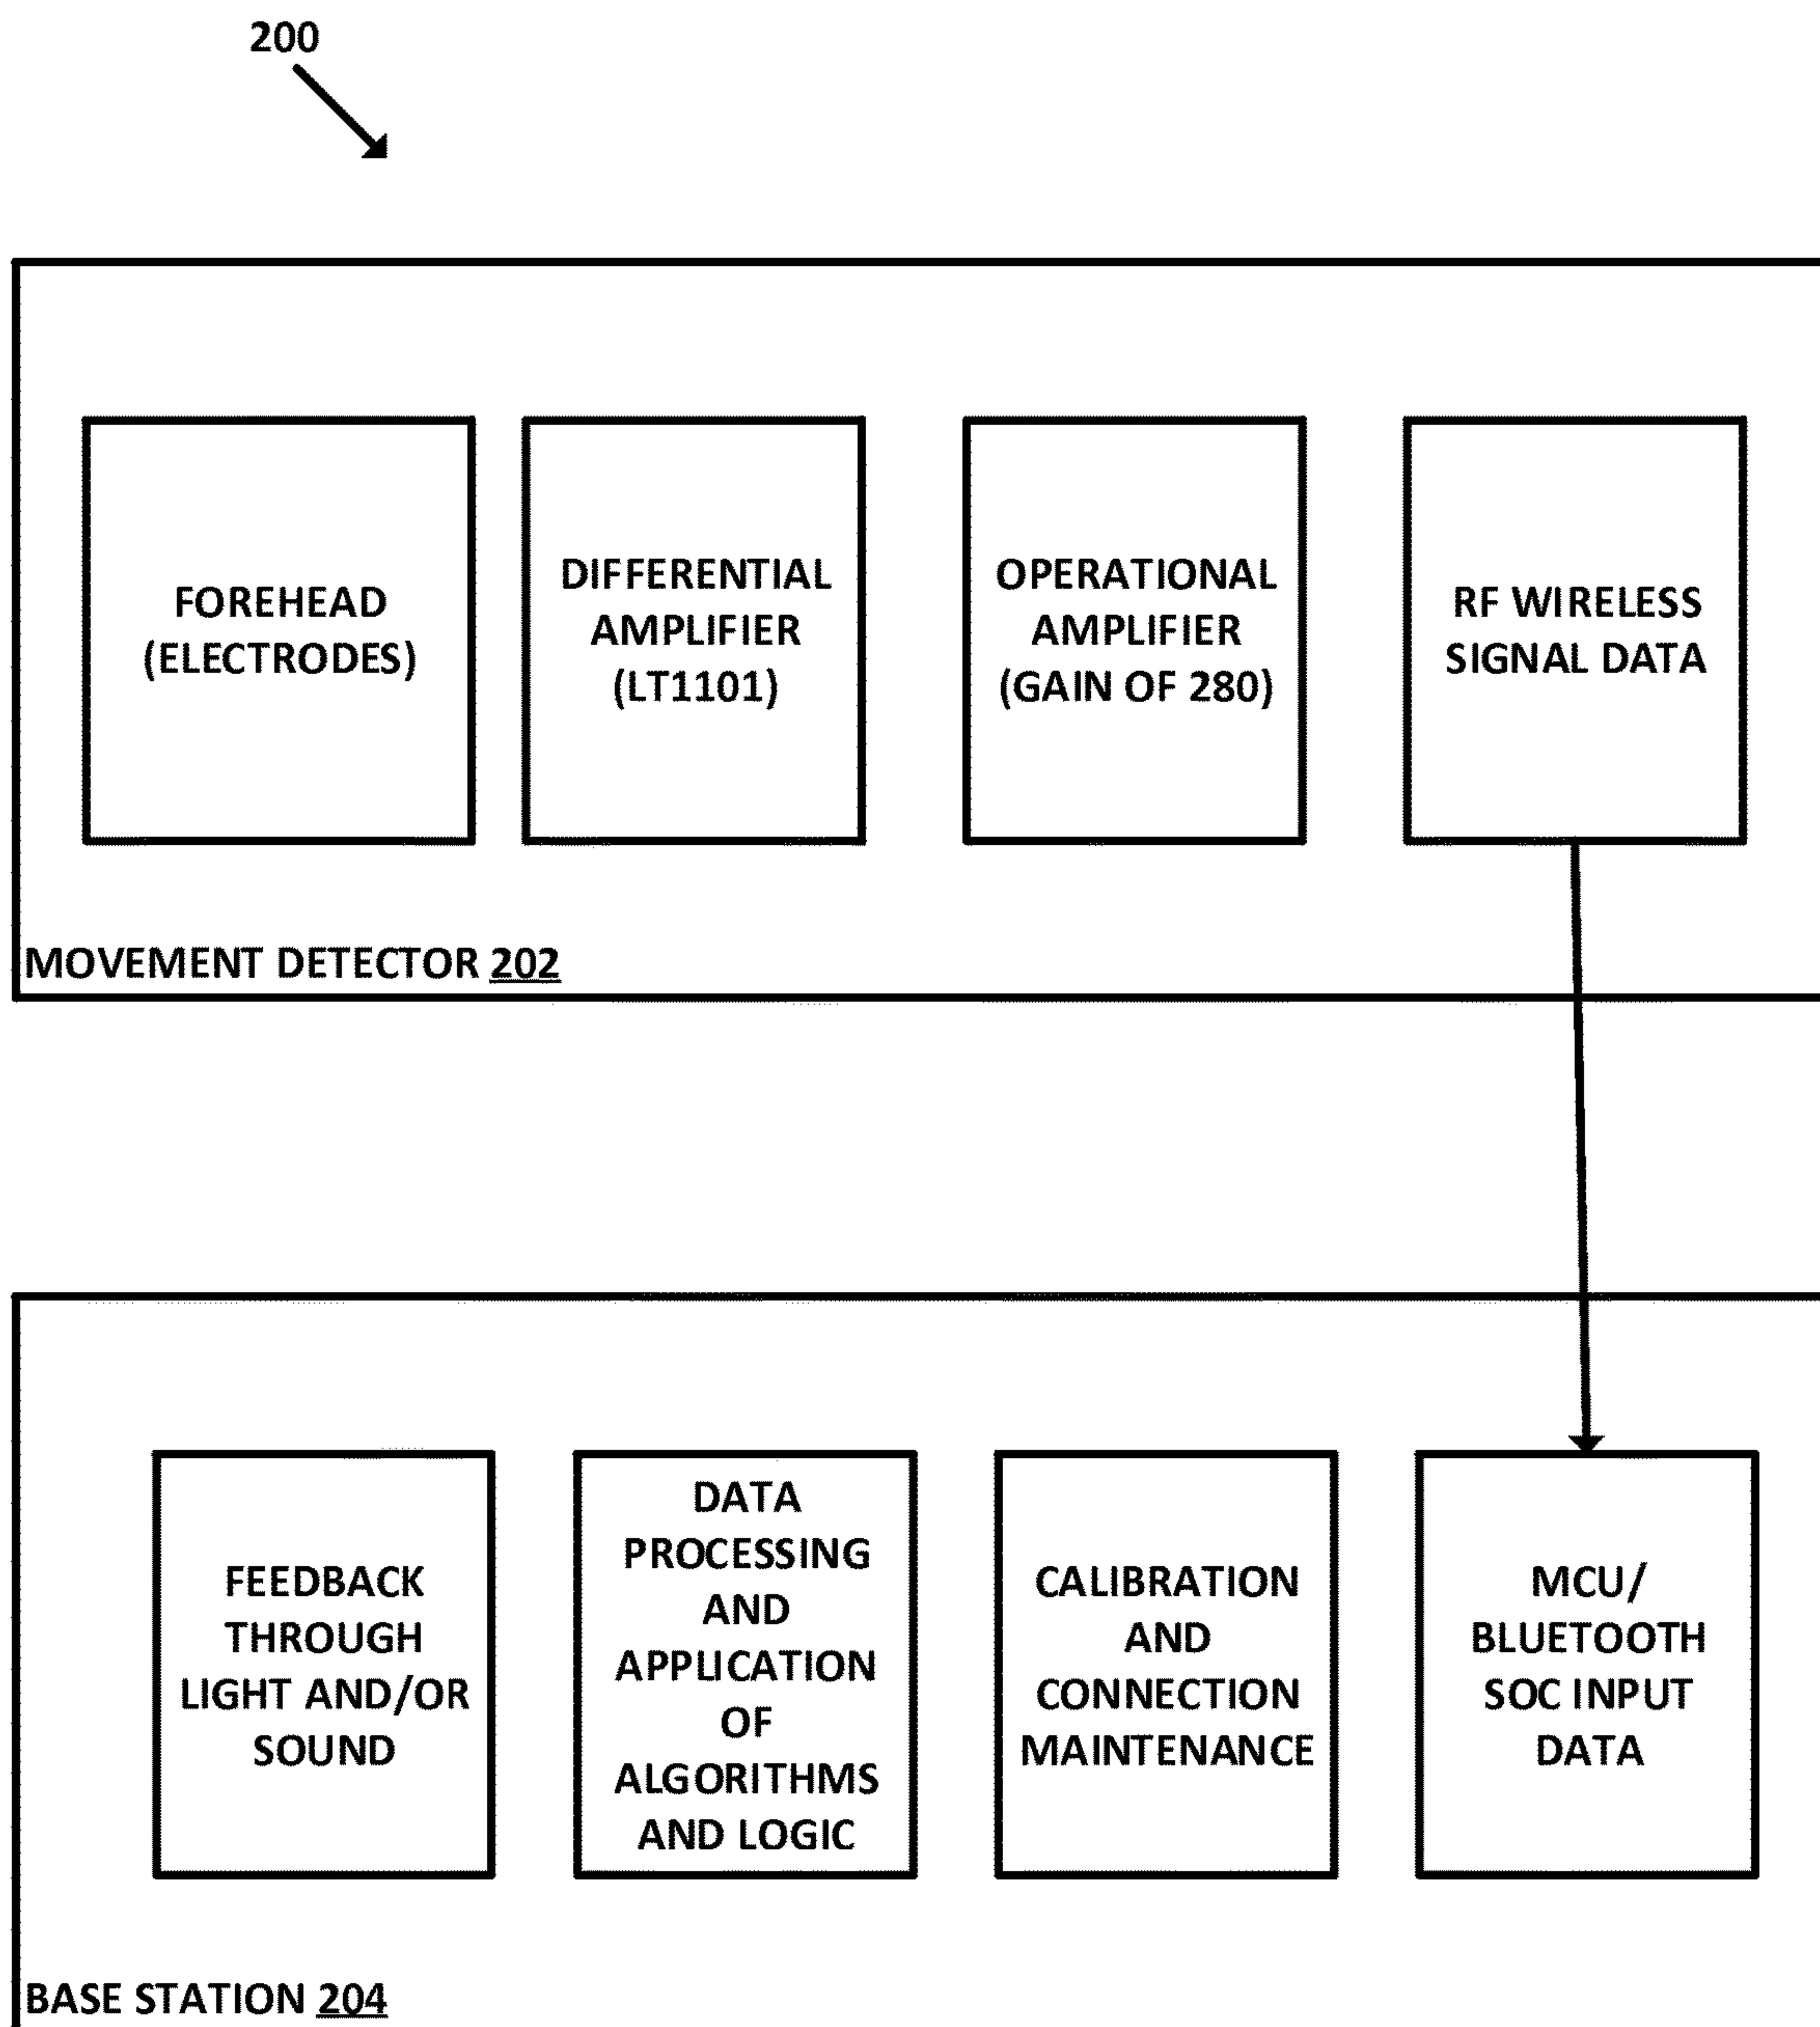 200
FOREHEAD
(ELECTRODES)
DIFFERENTIAL
AMPLIFIER
(LT1101)
OPERATIONAL
AMPLIFIER
(GAIN OF 280)
RF WIRELESS
SIGNAL DATA
MOVEMENT DETECTOR 202
FEEDBACK
THROUGH
LIGHT AND/OR
SOUND
DATA
PROCESSING
AND
APPLICATION
OF
ALGORITHMS
AND LOGIC
CALIBRATION
AND
CONNECTION
MAINTENANCE
MCU/
BLUETOOTH
SOC INPUT
DATA
BASE STATION 204